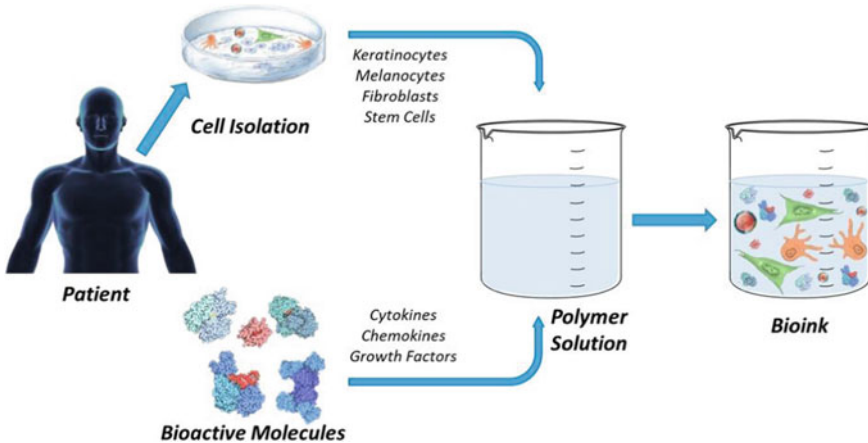 Keratinocytes
Melanocytes
Fibroblasts
Stem Cells
Cell Isolation
Patient
Cytokines
Chemokines
Growth Factors
Bioactive Molecules
Polymer
Solution
Bioink